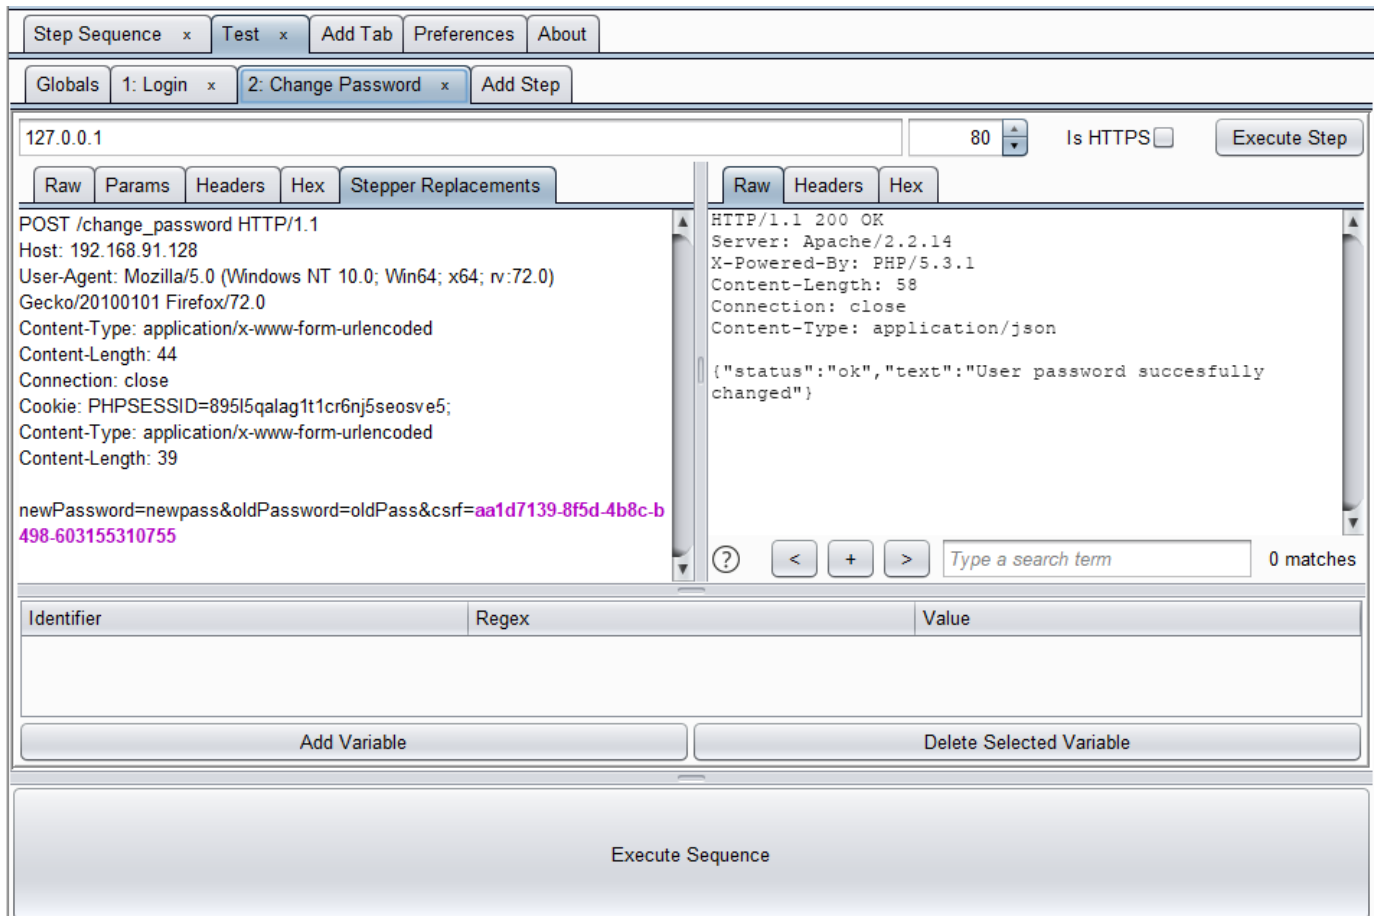 Step Sequence x Test x Add Tab Preferences About
Globals 1: Login x 2: Change Password x Add Step
127.0.0.1 80 Is HTTPS Execute Step
Raw Params Headers Hex Stepper Replacements
POST /change_password HTTP/1.1
Host: 192.168.91.128
User-Agent: Mozilla/5.0 (Windows NT 10.0; Win64; x64; rv:72.0)
Gecko/20100101 Firefox/72.0
Content-Type: application/x-www-form-urlencoded
Content-Length: 44
Connection: close
Cookie: PHPSESSID=895l5qalag1t1cr6nj5seosve5;
Content-Type: application/x-www-form-urlencoded
Content-Length: 39
newPassword=newpass&oldPassword=oldPass&csrf=aa1d7139-8f5d-4b8c-b
498-603155310755
Raw Headers Hex
HTTP/1.1 200 OK
Server: Apache/2.2.14
X-Powered-By: PHP/5.3.1
Content-Length: 58
Connection: close
Content-Type: application/json
{"status":"ok","text":"User password succesfully
changed"}
? < + > Type a search term 0 matches
Identifier Regex Value
Add Variable Delete Selected Variable
Execute Sequence